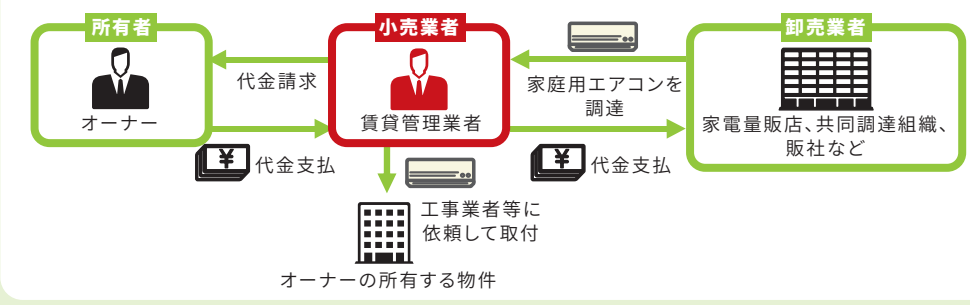 所有者
オーナー
代金請求
¥
代金支払
小売業者
賃貸管理業者
家庭用エアコンを
調達
¥
代金支払
卸売業者
家電量販店、共同調達組織、
販社など
工事業者等に
依頼して取付
オーナーの所有する物件